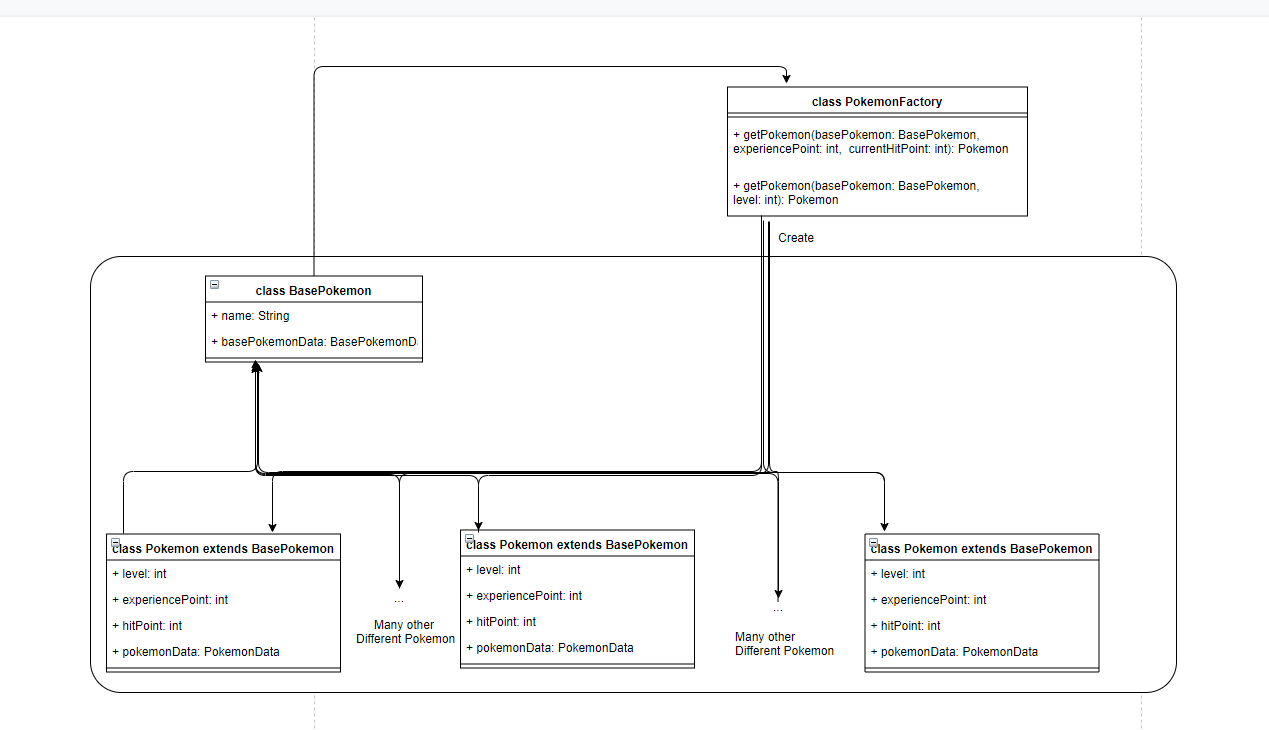 class PokemonFactory
+ getPokemon(basePokemon: BasePokemon,
experiencePoint: int, currentHitPoint: int): Pokemon
+ getPokemon(basePokemon: BasePokemon,
level: int): Pokemon
Create
class BasePokemon
+ name: String
+ basePokemonData: BasePokemonD
class Pokemon extends BasePokemon
+ level: int
+ experiencePoint: int
+ hitPoint: int
+ pokemonData: PokemonData
...
Many other
Different Pokemon
class Pokemon extends BasePokemon
+ level: int
+ experiencePoint: int
+ hitPoint: int
+ pokemonData: PokemonData
...
Many other
Different Pokemon
class Pokemon extends BasePokemon
+ level: int
+ experiencePoint: int
+ hitPoint: int
+ pokemonData: PokemonData